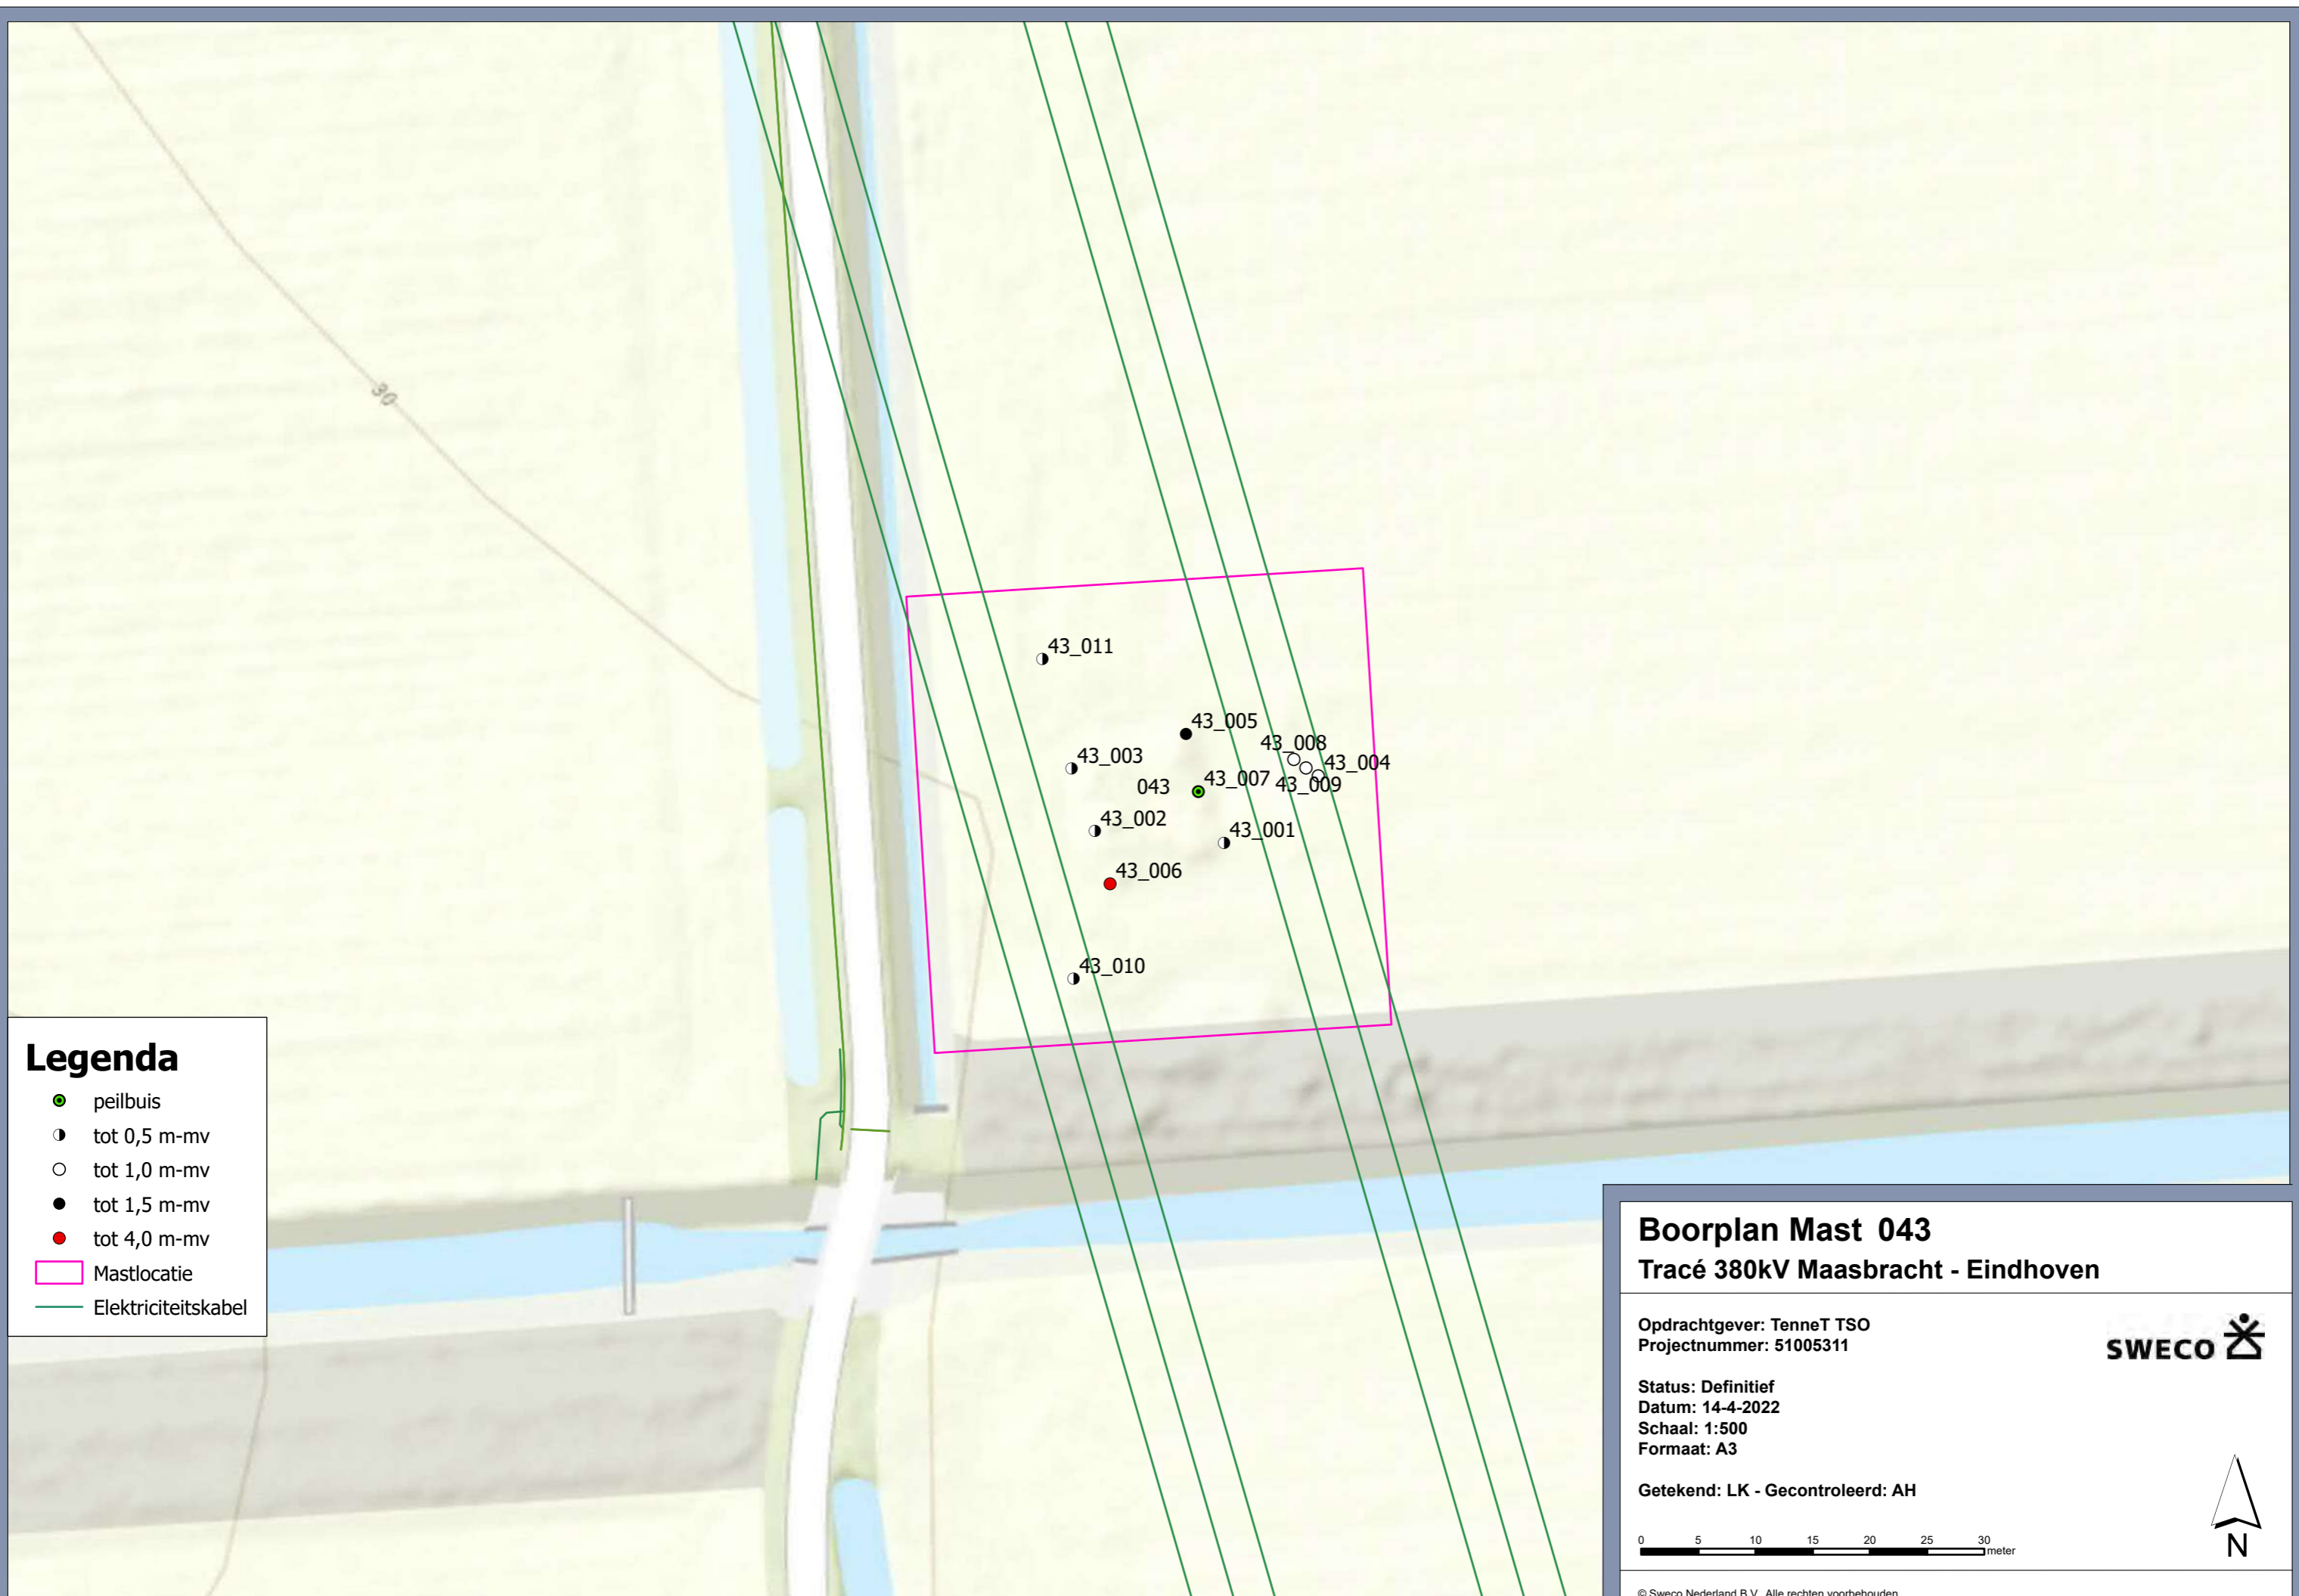 30
43_011
43_005
43_008
43_003
43_004
043
43_007
43_009
43_002
43_001
43_006
43_010
Legenda
peilbuis
tot 0,5 m-mv
tot 1,0 m-mv
tot 1,5 m-mv
tot 4,0 m-mv
Mastlocatie
Elektriciteitskabel
Boorplan Mast 043
Tracé 380kV Maasbracht - Eindhoven
Opdrachtgever: TenneT TSO
Projectnummer: 51005311
SWECO
Status: Definitief
Datum: 14-4-2022
Schaal: 1:500
Formaat: A3
Getekend: LK - Gecontroleerd: AH
0 5 10 15 20 25 30
meter
N
© Sweco Nederland B.V. Alle rechten voorbehouden